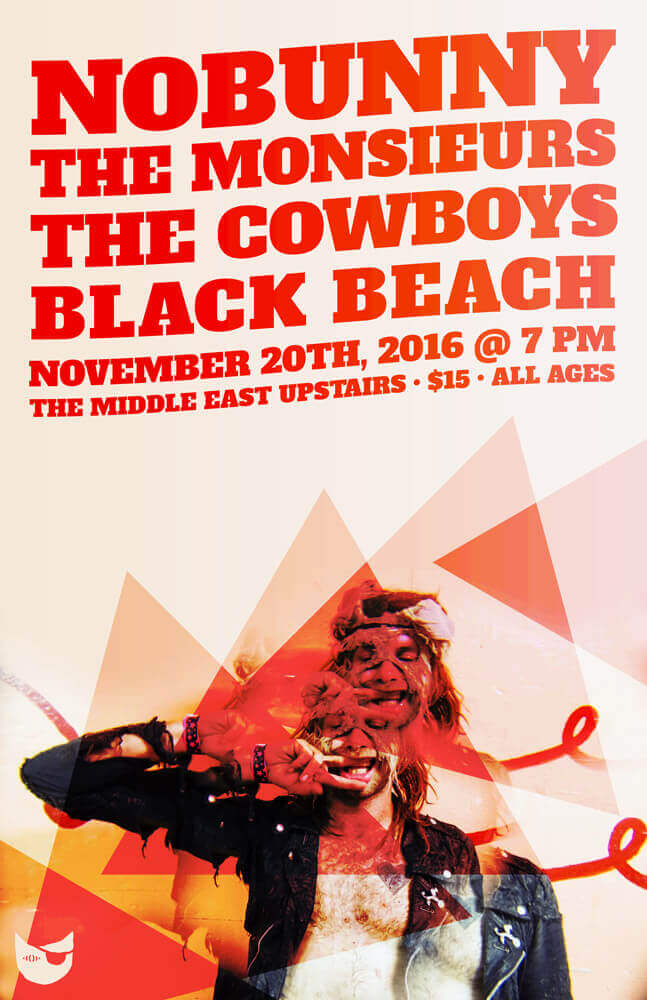 NOBUNNY
THE MONSIEURS
THE COWBOYS
BLACK BEACH
NOVEMBER 20TH, 2016 @ 7 PM
THE MIDDLE EAST UPSTAIRS • $15 • ALL AGES